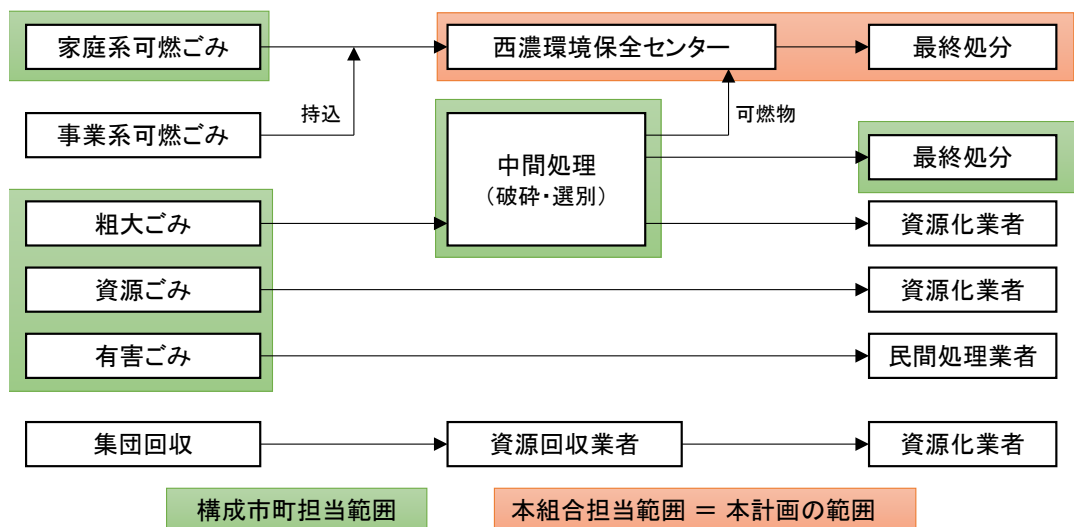 家庭系可燃ごみ
西濃環境保全センター
最終処分
持込
可燃物
事業系可燃ごみ
中間処理
（破砕・選別）
最終処分
粗大ごみ
資源化業者
資源ごみ
資源化業者
有害ごみ
民間処理業者
集団回収
資源回収業者
資源化業者
構成市町担当範囲
本組合担当範囲 ＝ 本計画の範囲